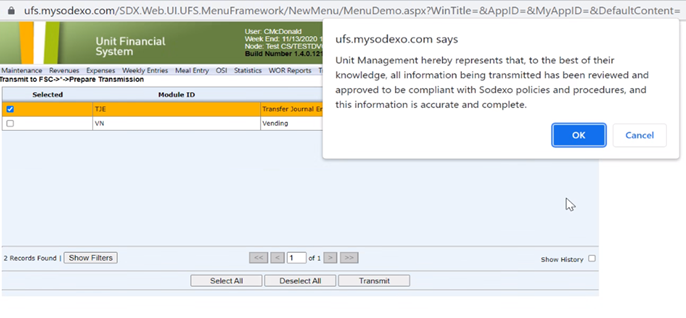 ufs.mysodexo.com/SDX.Web.UI.UFS.MenuFramework/NewMenu/MenuDemo.aspx?WinTitle=&AppID=&MyAppID=&DefaultContent=
Unit Financial
System
User: CMcDonald
Week End: 11/13/2020 1
Node: Test CS/TESTDV
Build Number 1.4.0.121
Maintenance Revenues Expenses Weekly Entries Meal Entry OSI Statistics WOR Reports T
Transmit to FSC->*->Prepare Transmission
Selected Module ID
TJE Transfer Journal En
VN Vending
ufs.mysodexo.com says
Unit Management hereby represents that, to the best of their
knowledge, all information being transmitted has been reviewed and
approved to be compliant with Sodexo policies and procedures, and
this information is accurate and complete.
OK Cancel
2 Records Found | Show Filters << < 1 of 1 > >> Show History
Select All Deselect All Transmit